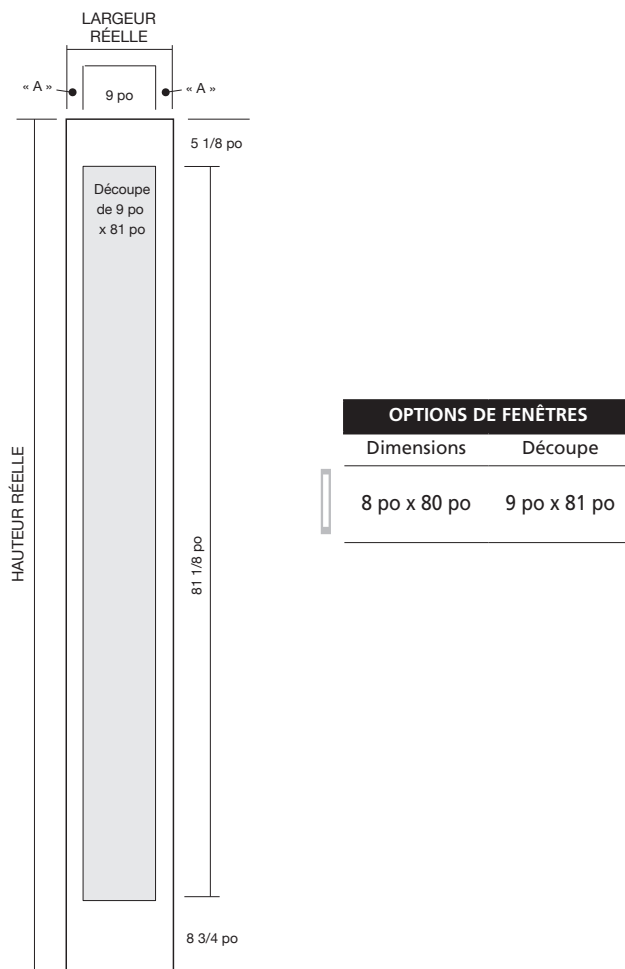 LARGEUR
RÉELLE
« A »
9 po
« A »
5 1/8 po
Découpe
de 9 po
x 81 po
HAUTEUR RÉELLE
81 1/8 po
8 3/4 po
OPTIONS DE FENÊTRES
Dimensions Découpe
8 po x 80 po 9 po x 81 po